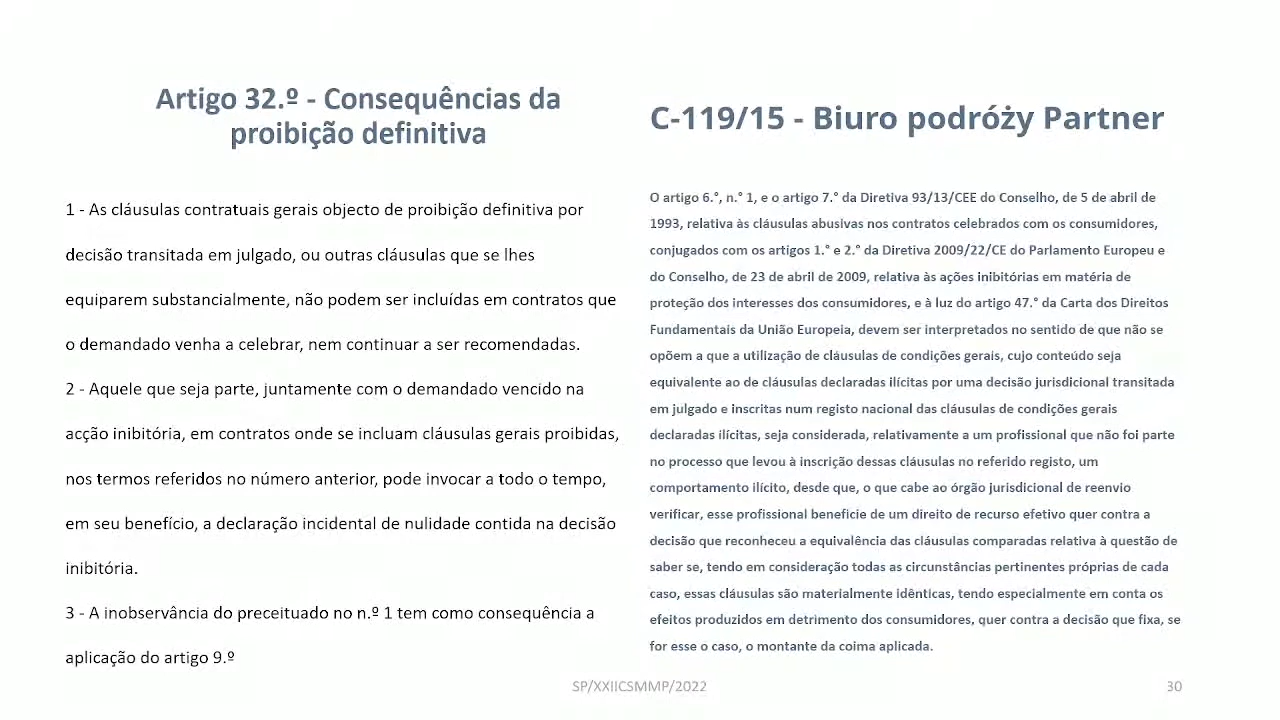 Artigo 32.º - Consequências da
proibição definitiva
1 - As cláusulas contratuais gerais objecto de proibição definitiva por
decisão transitada em julgado, ou outras cláusulas que se lhes
equiparem substancialmente, não podem ser incluídas em contratos que
o demandado venha a celebrar, nem continuar a ser recomendadas.
2 - Aquele que seja parte, juntamente com o demandado vencido na
acção inibitória, em contratos onde se incluam cláusulas gerais proibidas,
nos termos referidos no número anterior, pode invocar a todo o tempo,
em seu benefício, a declaração incidental de nulidade contida na decisão
inibitória.
3 - A inobservância do preceituado no n.º 1 tem como consequência a
aplicação do artigo 9.º
C-119/15 - Biuro podróży Partner
O artigo 6.°, n.° 1, e o artigo 7.° da Diretiva 93/13/CEE do Conselho, de 5 de abril de
1993, relativa às cláusulas abusivas nos contratos celebrados com os consumidores,
conjugados com os artigos 1.° e 2.° da Diretiva 2009/22/CE do Parlamento Europeu e
do Conselho, de 23 de abril de 2009, relativa às ações inibitórias em matéria de
proteção dos interesses dos consumidores, e à luz do artigo 47.° da Carta dos Direitos
Fundamentais da União Europeia, devem ser interpretados no sentido de que não se
opõem a que a utilização de cláusulas de condições gerais, cujo conteúdo seja
equivalente ao de cláusulas declaradas ilícitas por uma decisão jurisdicional transitada
em julgado e inscritas num registo nacional das cláusulas de condições gerais
declaradas ilícitas, seja considerada, relativamente a um profissional que não foi parte
no processo que levou à inscrição dessas cláusulas no referido registo, um
comportamento ilícito, desde que, o que cabe ao órgão jurisdicional de reenvio
verificar, esse profissional beneficie de um direito de recurso efetivo quer contra a
decisão que reconheceu a equivalência das cláusulas comparadas relativa à questão de
saber se, tendo em consideração todas as circunstâncias pertinentes próprias de cada
caso, essas cláusulas são materialmente idênticas, tendo especialmente em conta os
efeitos produzidos em detrimento dos consumidores, quer contra a decisão que fixa, se
for esse o caso, o montante da coima aplicada.
SP/XXIICSMMP/2022
30